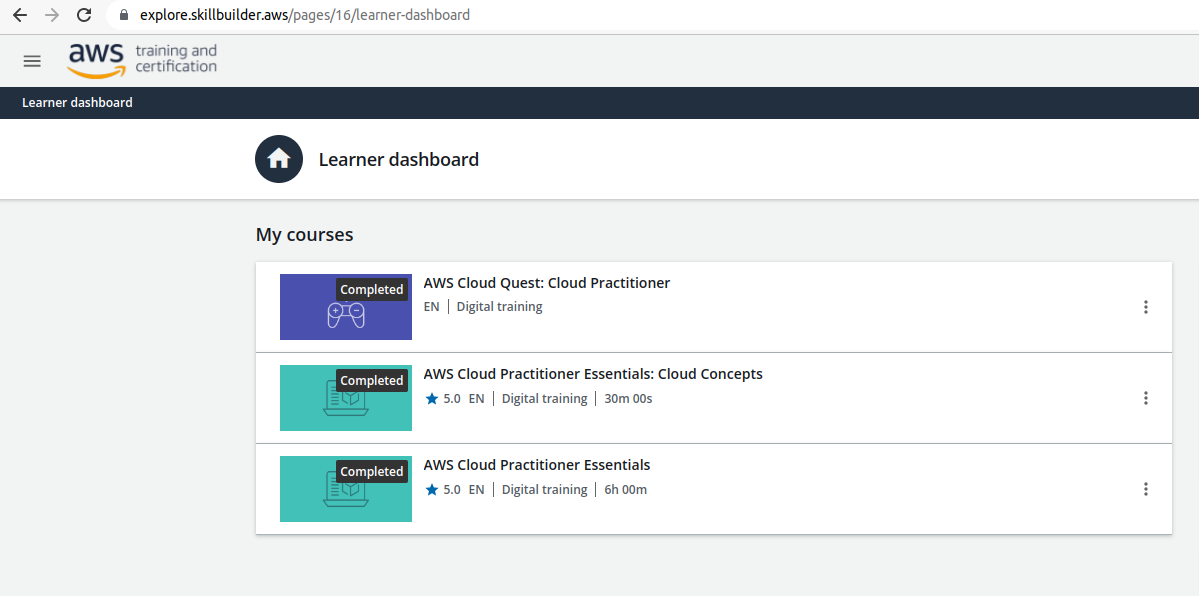 explore.skillbuilder.aws/pages/16/learner-dashboard
aws training and
certification
Learner dashboard
Learner dashboard
My courses
Completed
AWS Cloud Quest: Cloud Practitioner
EN | Digital training
Completed
AWS Cloud Practitioner Essentials: Cloud Concepts
5.0 EN | Digital training | 30m 00s
Completed
AWS Cloud Practitioner Essentials
5.0 EN | Digital training | 6h 00m